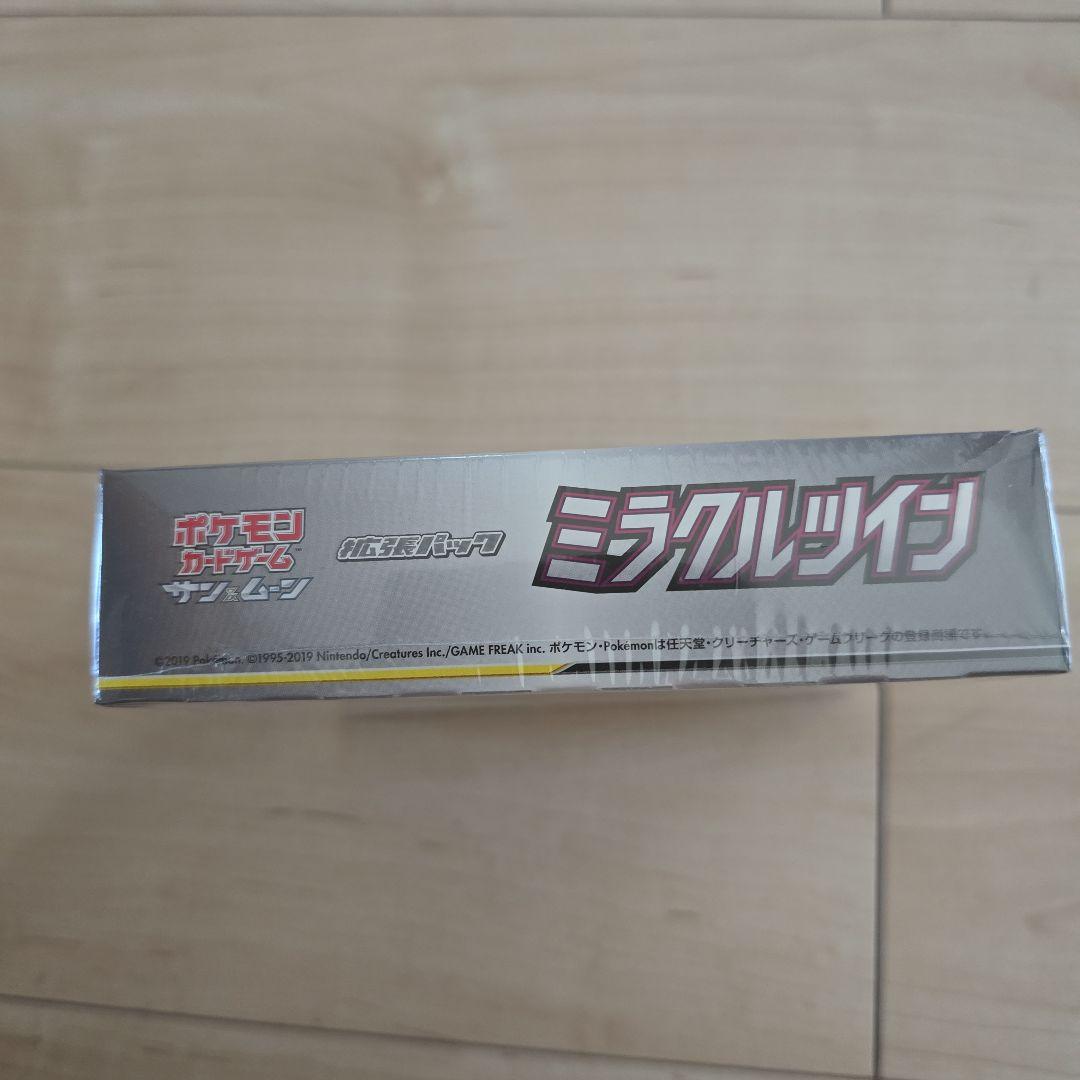 ポケモン
カードゲーム™
サン&ムーン
拡張パック
ミラクルツイン
©2019 Pokémon. ©1995-2019 Nintendo/Creatures Inc./GAME FREAK inc. ポケモン・Pokémonは任天堂・クリーチャーズ・ゲームフリークの登録商標です。